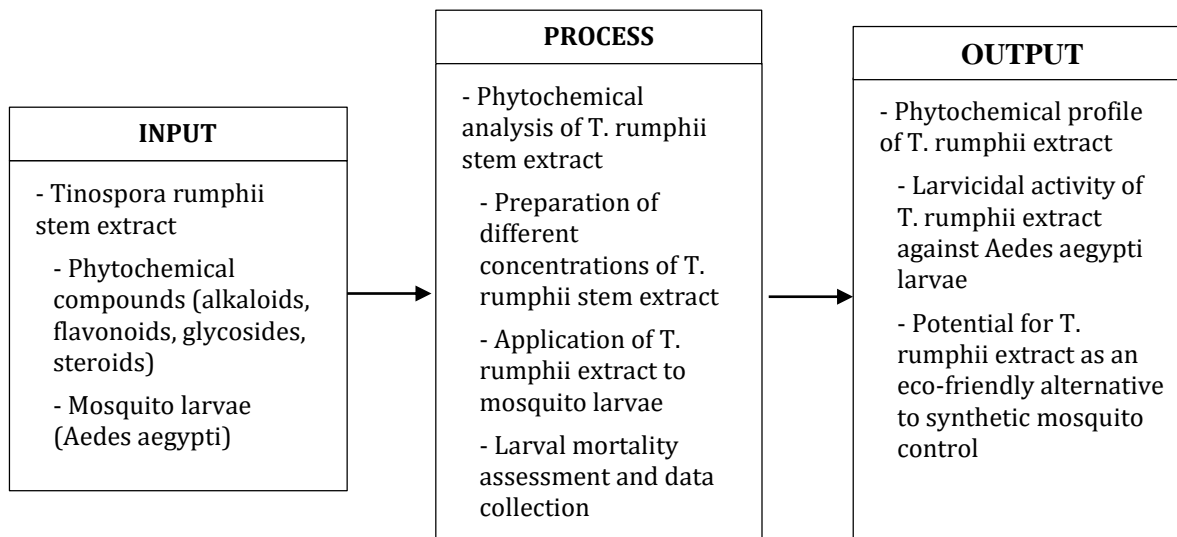 INPUT
- Tinospora rumphii
stem extract
- Phytochemical
compounds (alkaloids,
flavonoids, glycosides,
steroids)
- Mosquito larvae
(Aedes aegypti)
PROCESS
- Phytochemical
analysis of T. rumphii
stem extract
- Preparation of
different
concentrations of T.
rumphii stem extract
- Application of T.
rumphii extract to
mosquito larvae
- Larval mortality
assessment and data
collection
OUTPUT
- Phytochemical profile
of T. rumphii extract
- Larvicidal activity of
T. rumphii extract
against Aedes aegypti
larvae
- Potential for T.
rumphii extract as an
eco-friendly alternative
to synthetic mosquito
control